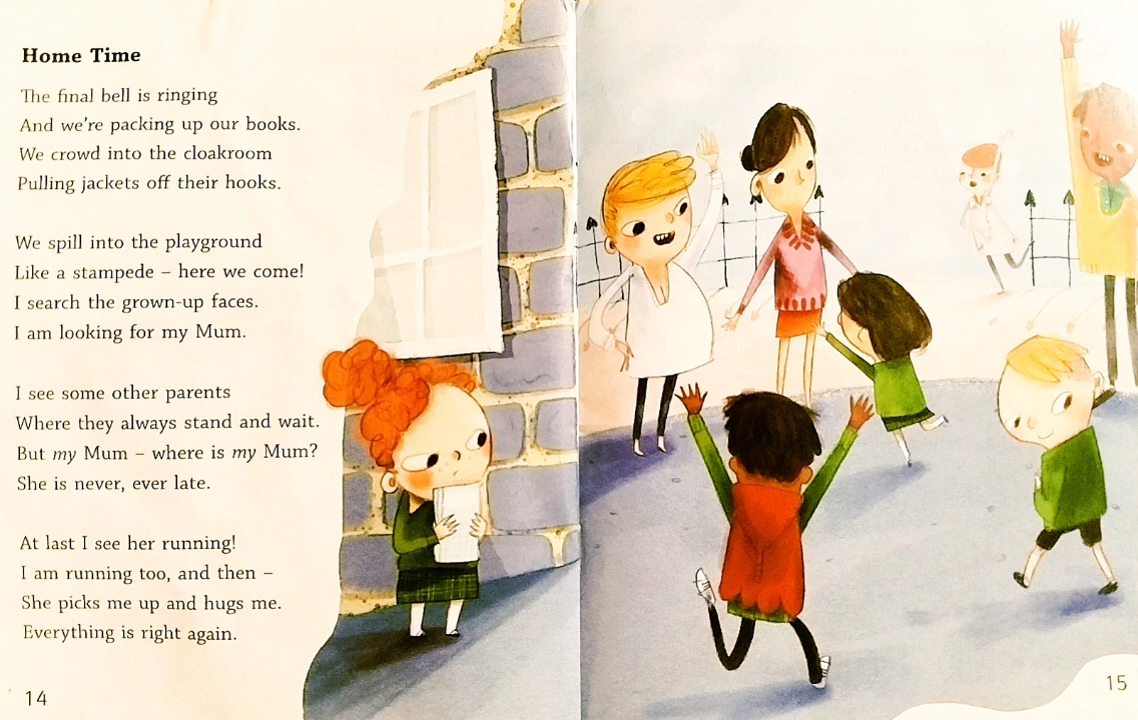 Home Time
The final bell is ringing
And we're packing up our books.
We crowd into the cloakroom
Pulling jackets off their hooks.
We spill into the playground
Like a stampede – here we come!
I search the grown-up faces.
I am looking for my Mum.
I see some other parents
Where they always stand and wait.
But my Mum – where is my Mum?
She is never, ever late.
At last I see her running!
I am running too, and then –
She picks me up and hugs me.
Everything is right again.
14
15